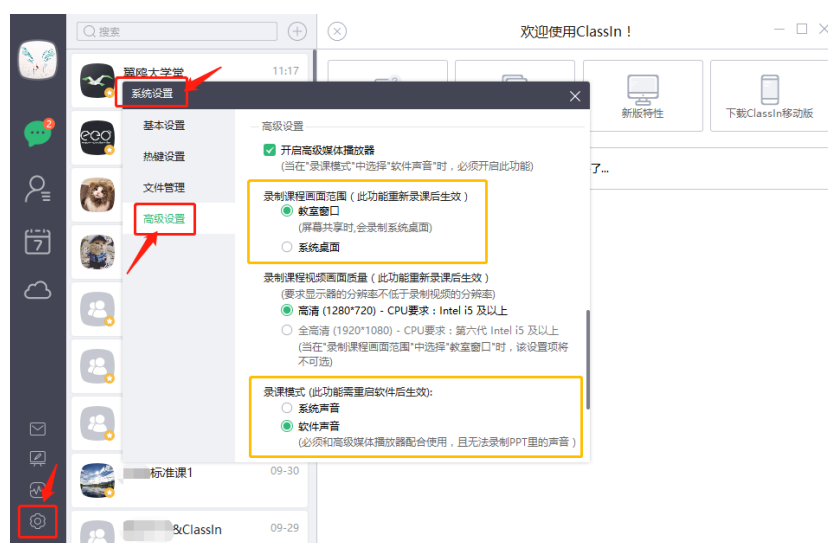 搜索
欢迎使用ClassIn！
翼鸥大学堂
11:17
eeo
2
7
新版特性
下载ClassIn移动版
了...
系统设置
基本设置
热键设置
文件管理
高级设置
高级设置
开启高级媒体播放器
(当在"录课模式"中选择"软件声音"时，必须开启此功能)
录制课程画面范围（此功能重新录课后生效）
教室窗口
(屏幕共享时,会录制系统桌面)
系统桌面
录制课程视频画面质量（此功能重新录课后生效）
(要求显示器的分辨率不低于录制视频的分辨率)
高清 (1280*720) - CPU要求：Intel i5 及以上
全高清 (1920*1080) - CPU要求：第六代 Intel i5 及以上
(当在"录制课程画面范围"中选择"教室窗口"时，该设置项将
不可选)
录课模式 (此功能需重启软件后生效):
系统声音
软件声音
(必须和高级媒体播放器配合使用，且无法录制PPT里的声音）
标准课1
09-30
&ClassIn
09-29